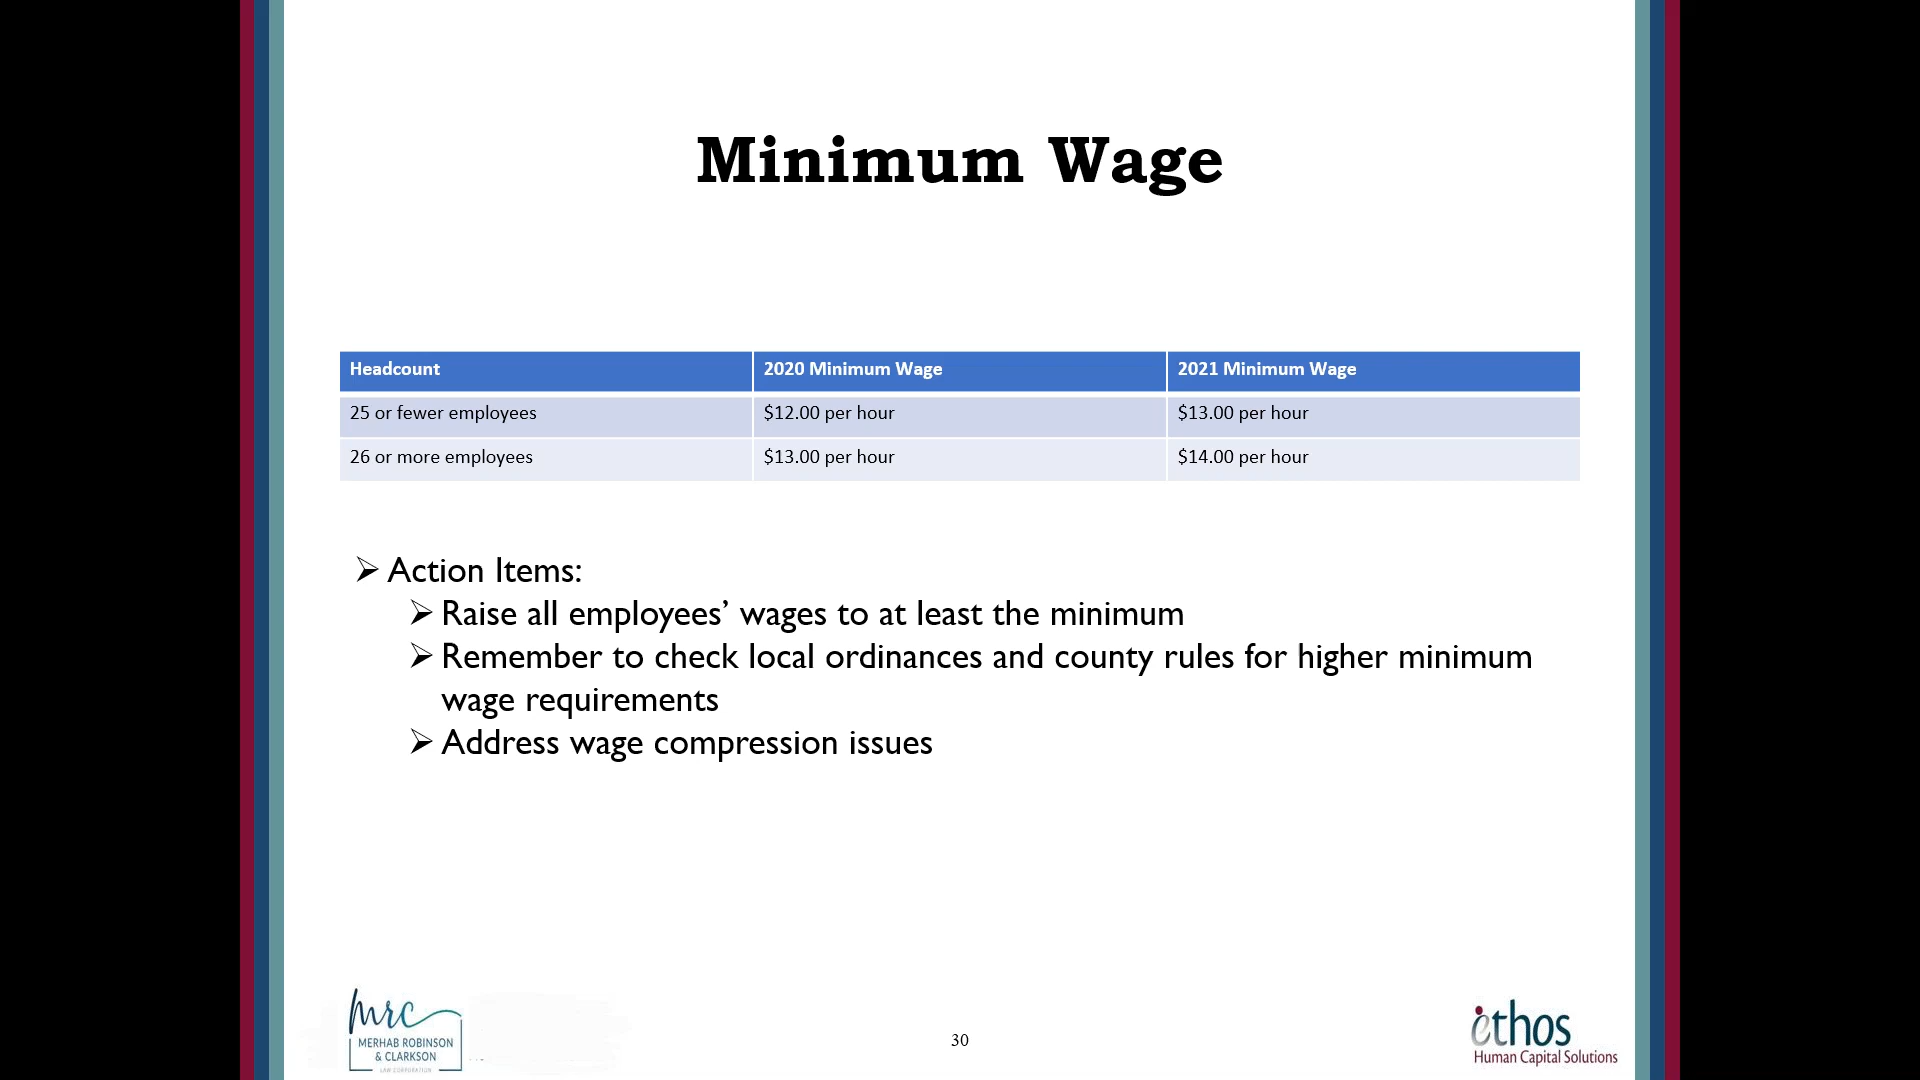 Minimum Wage
Headcount 2020 Minimum Wage 2021 Minimum Wage
25 or fewer employees $12.00 per hour $13.00 per hour
26 or more employees $13.00 per hour $14.00 per hour
Action Items:
Raise all employees’ wages to at least the minimum
Remember to check local ordinances and county rules for higher minimum
wage requirements
Address wage compression issues
mrc
MERHAB ROBINSON
& CLARKSON
LAW CORPORATION
30
ethos
Human Capital Solutions